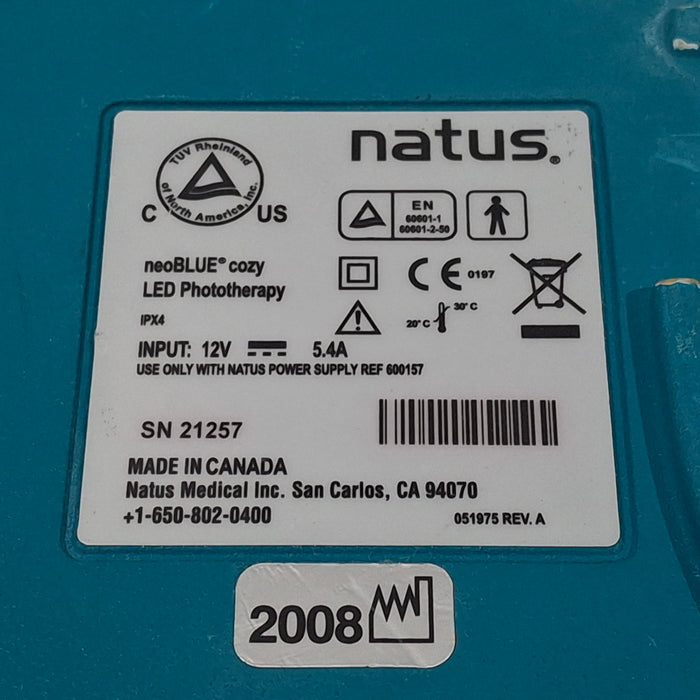 TUV Rheinland
of North America, Inc.
C US
natus®
EN
60601-1
60601-2-50
neoBLUE® cozy
LED Phototherapy
CE 0197
IPX4
20°C 30°C
INPUT: 12V 5.4A
USE ONLY WITH NATUS POWER SUPPLY REF 600157
SN 21257
MADE IN CANADA
Natus Medical Inc. San Carlos, CA 94070
+1-650-802-0400
051975 REV. A
2008